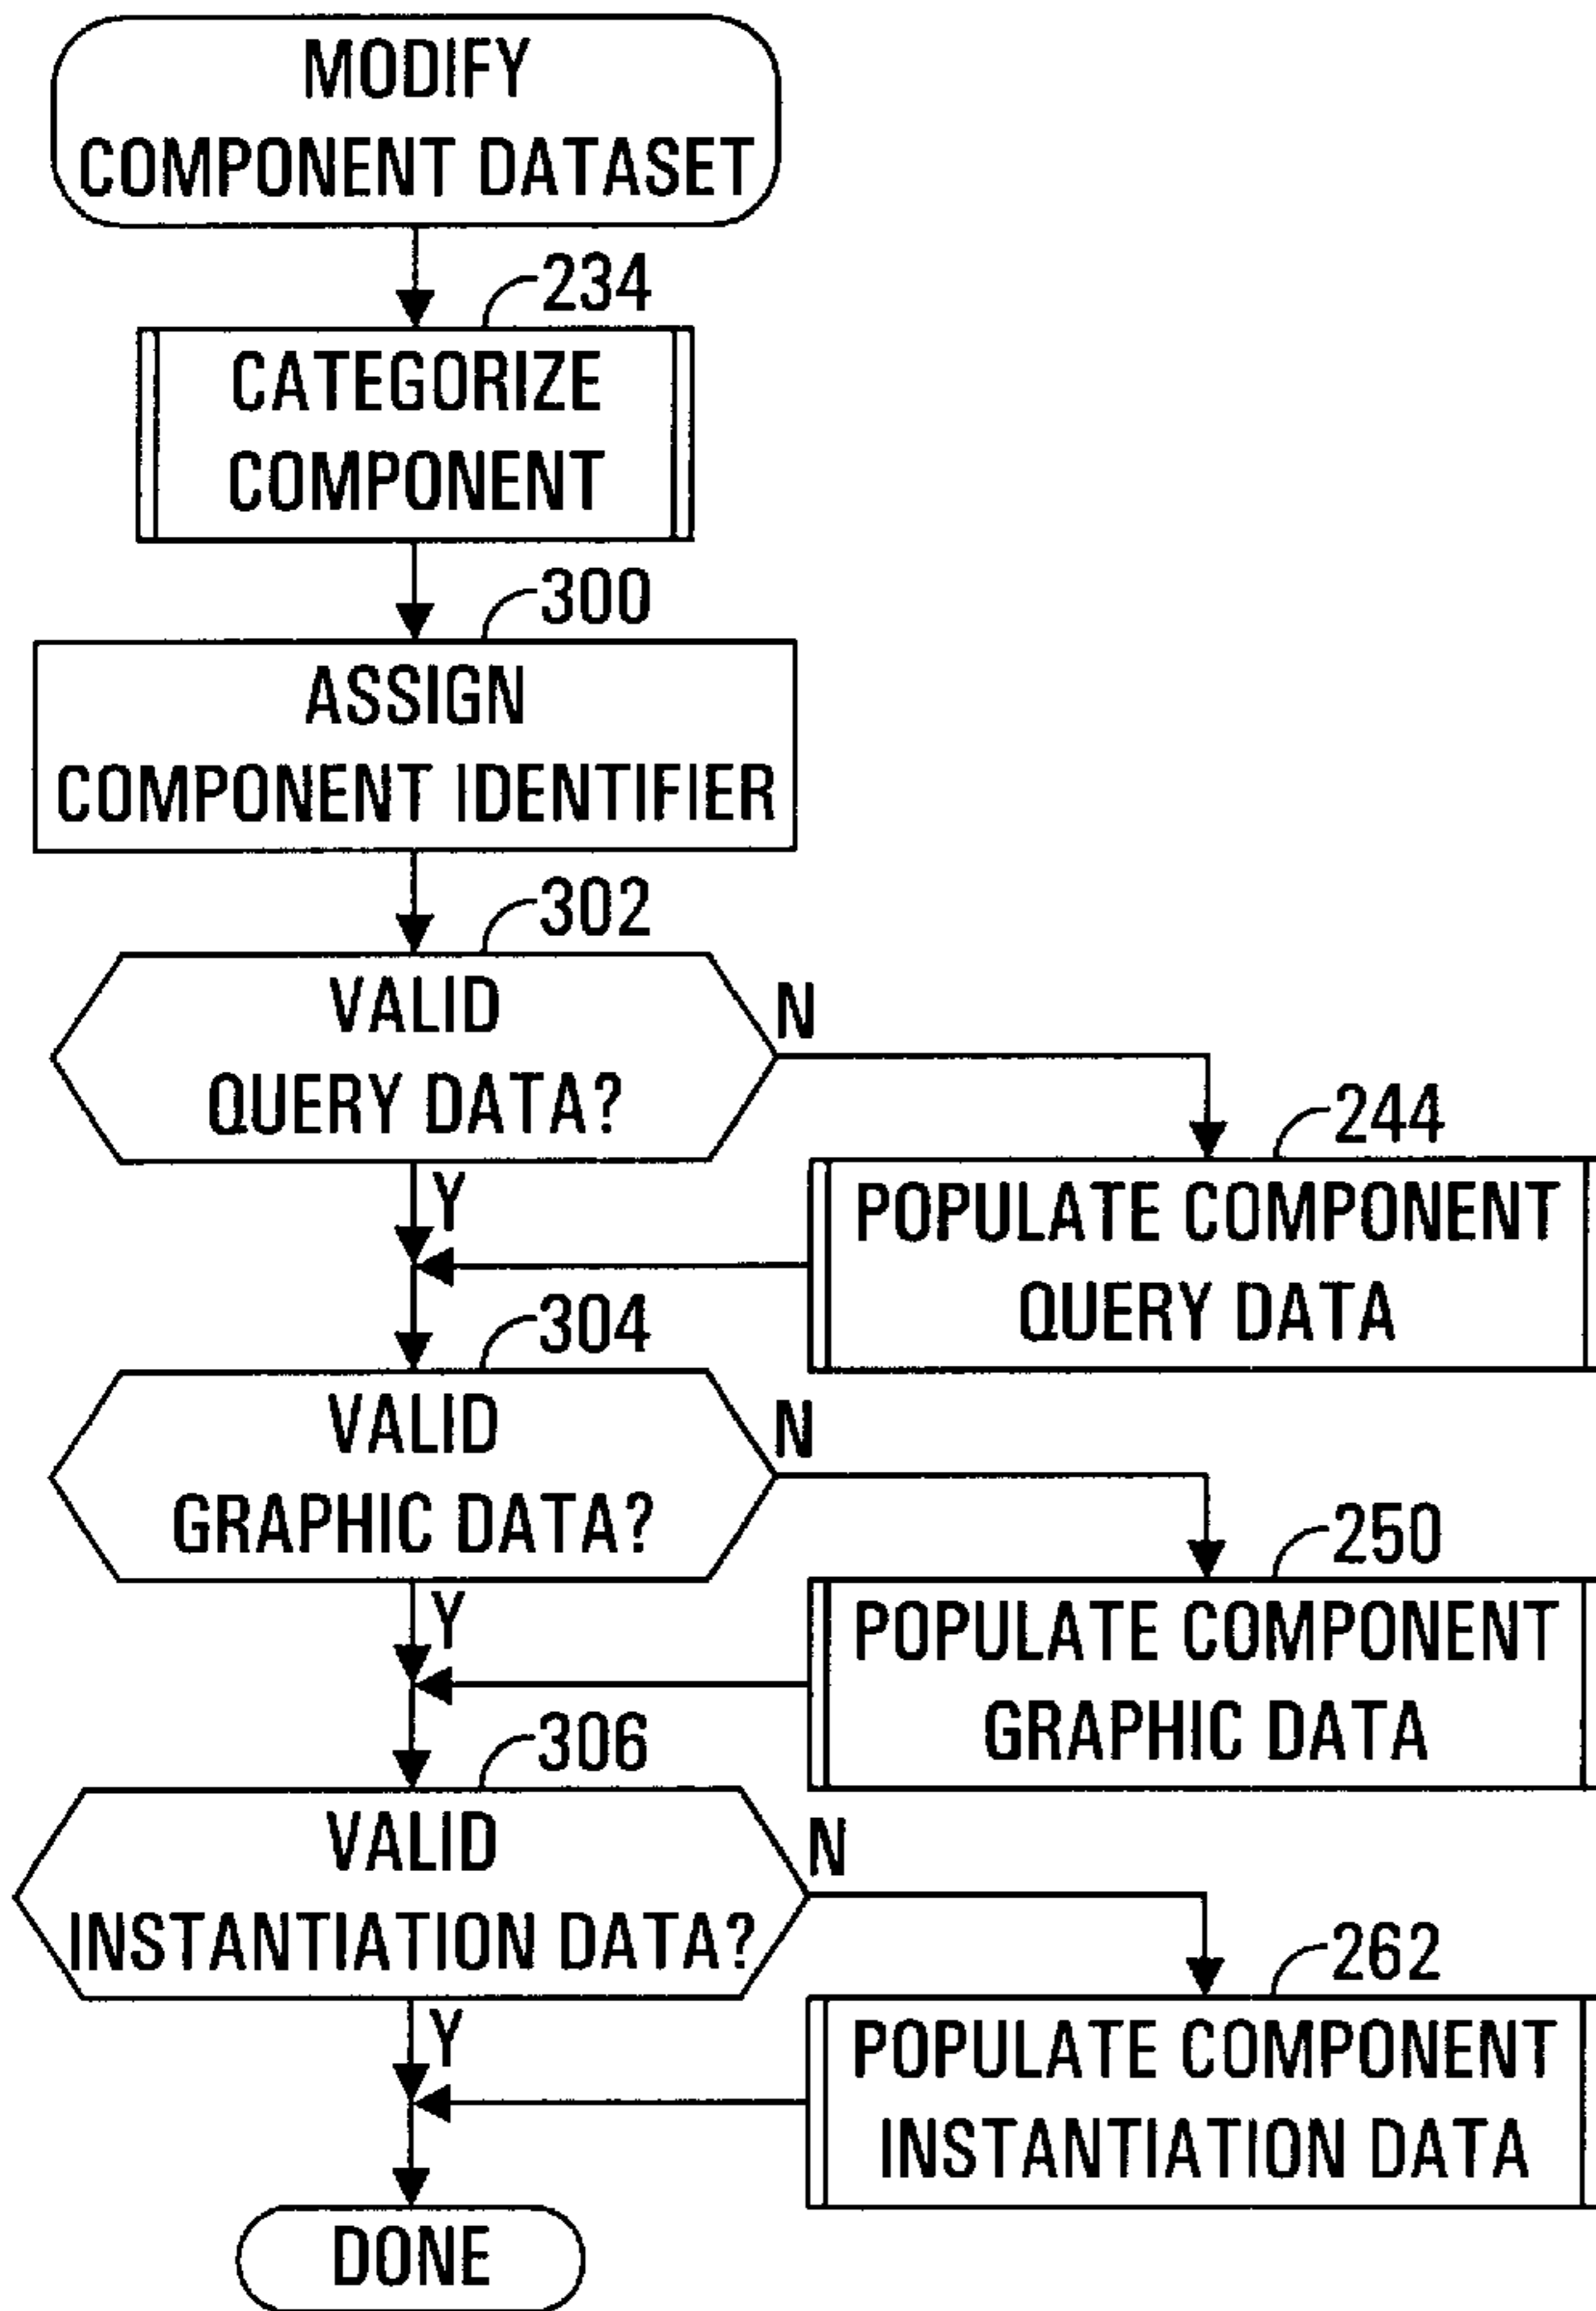 MODIFY
COMPONENT DATASET
234
CATEGORIZE
COMPONENT
300
ASSIGN
COMPONENT IDENTIFIER
302
VALID
QUERY DATA?
N
Y
244
POPULATE COMPONENT
QUERY DATA
304
VALID
GRAPHIC DATA?
N
Y
250
POPULATE COMPONENT
GRAPHIC DATA
306
VALID
INSTANTIATION DATA?
N
Y
262
POPULATE COMPONENT
INSTANTIATION DATA
DONE